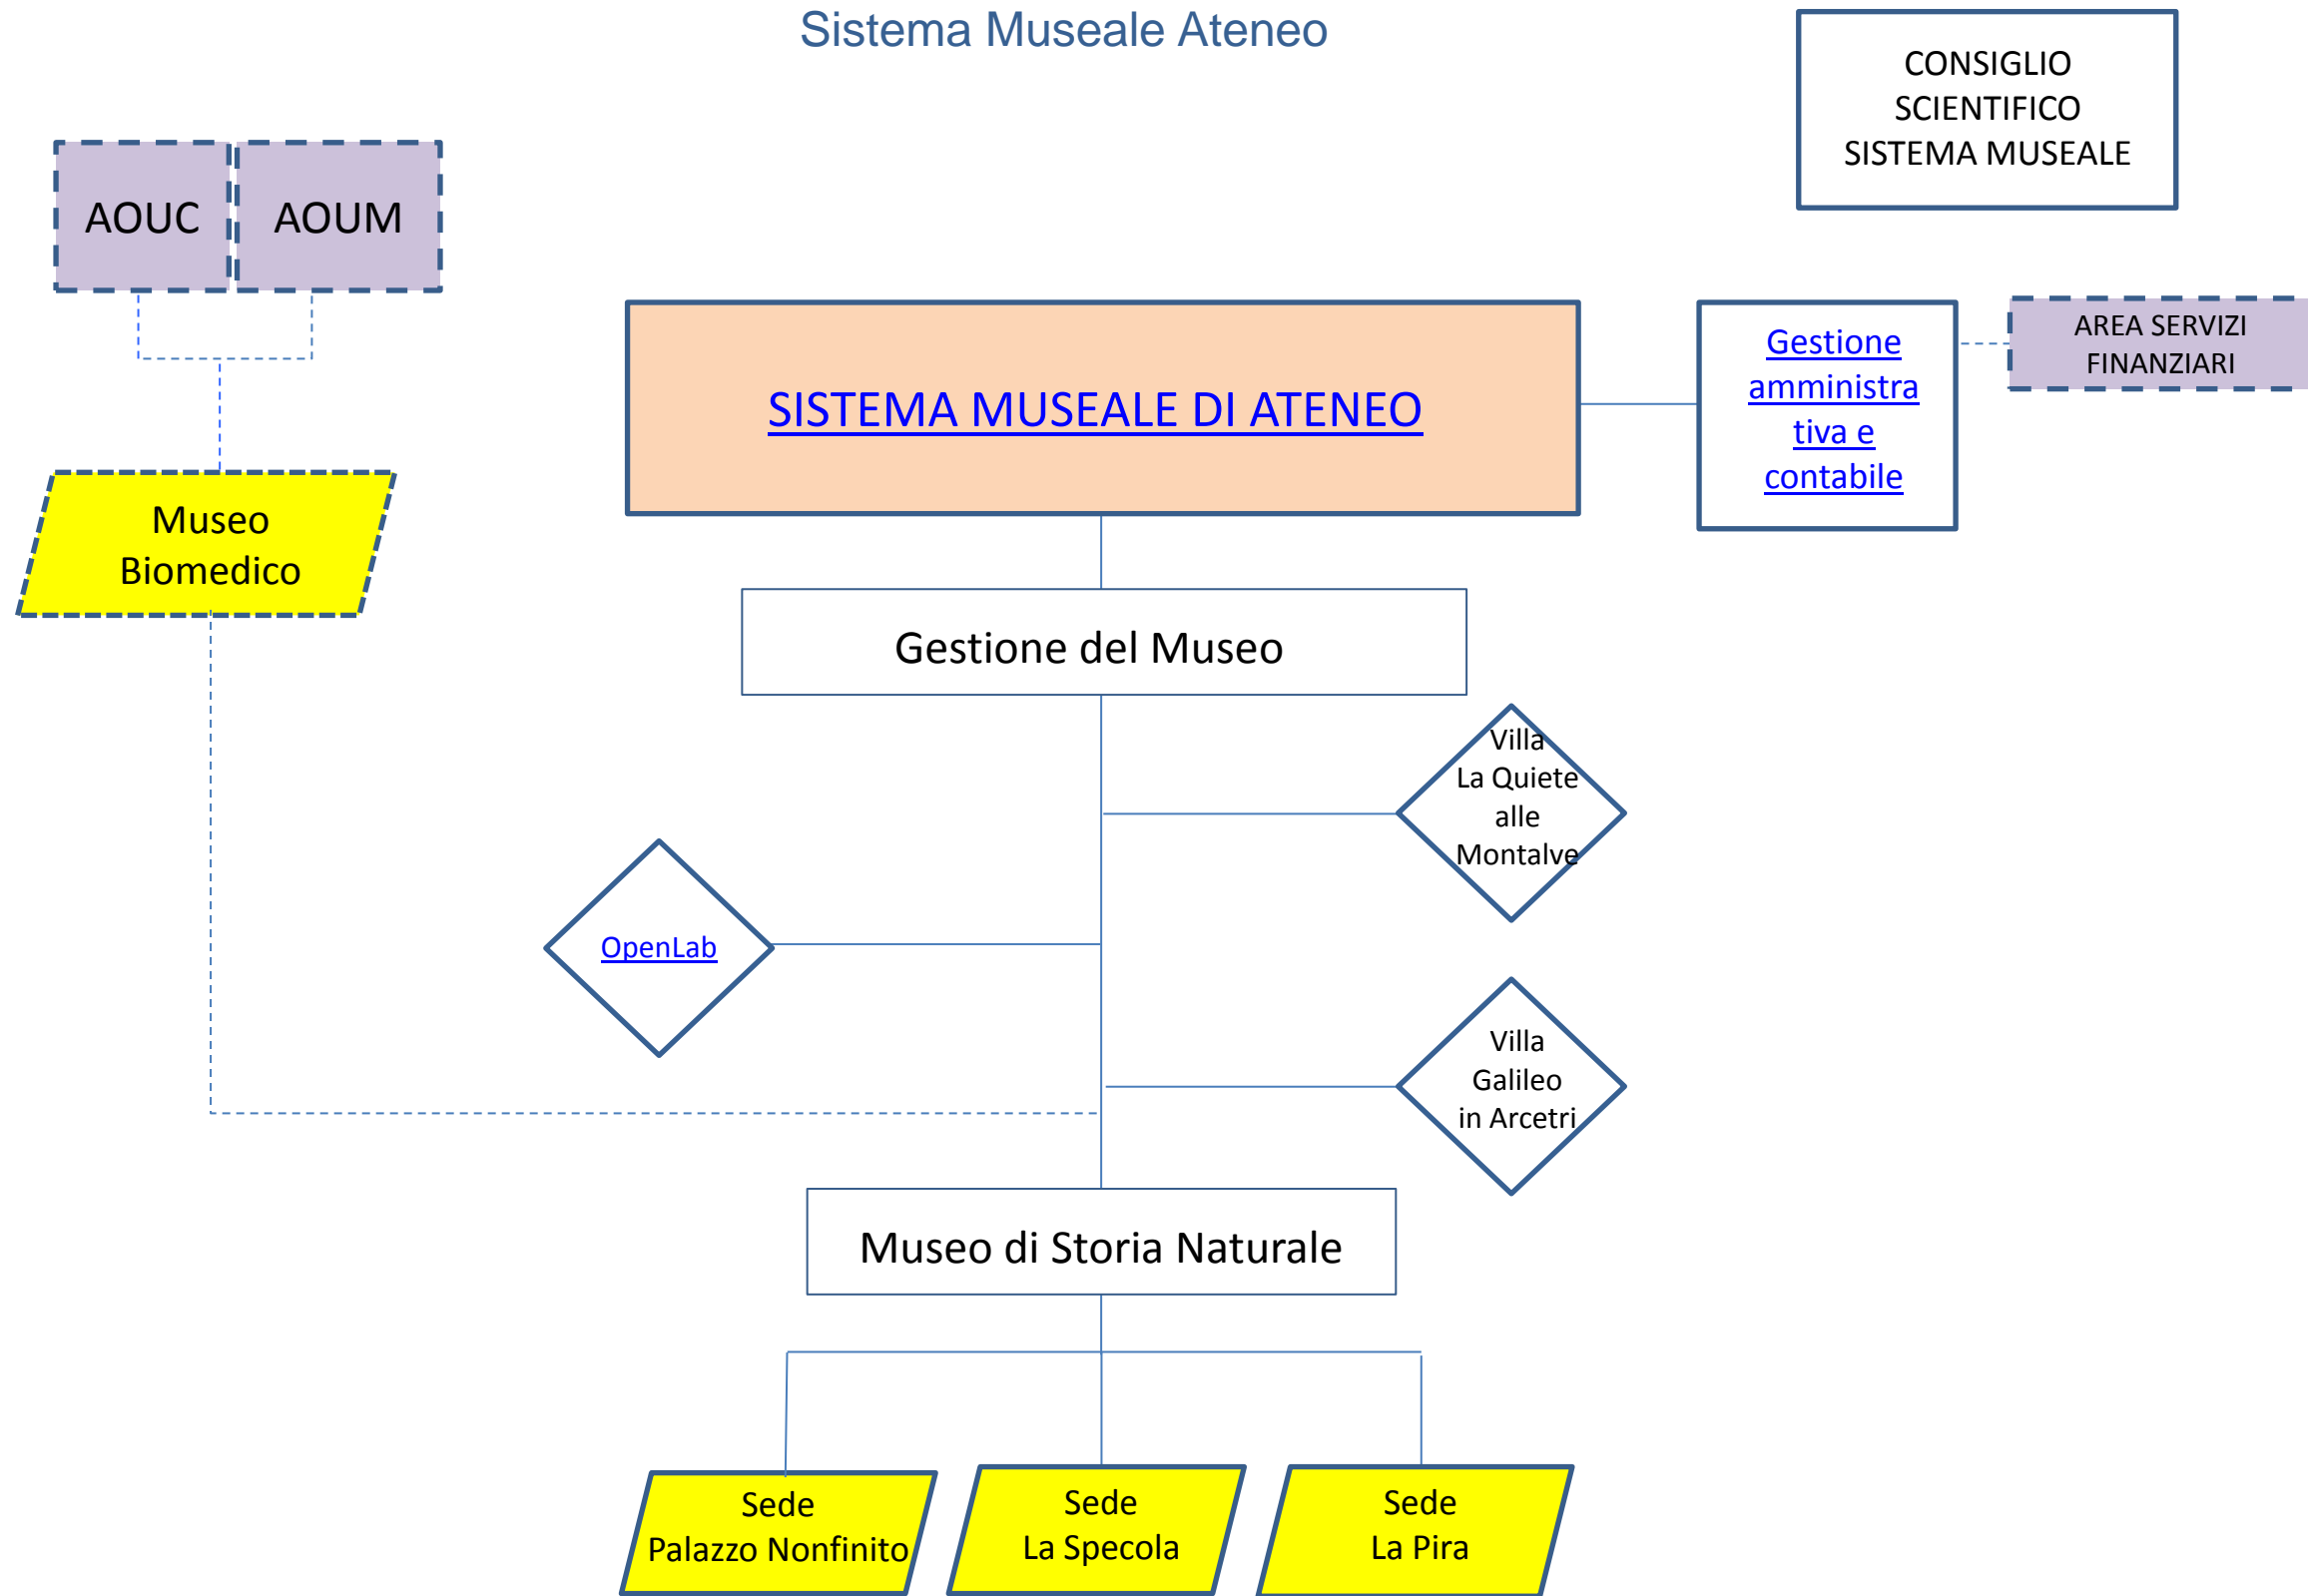 Sistema Museale Ateneo
CONSIGLIO
SCIENTIFICO
SISTEMA MUSEALE
AOUC
AOUM
SISTEMA MUSEALE DI ATENEO
Gestione
amministra
tiva e
contabile
AREA SERVIZI
FINANZIARI
Museo
Biomedico
Gestione del Museo
Villa
La Quiete
alle
Montalve
OpenLab
Villa
Galileo
in Arcetri
Museo di Storia Naturale
Sede
Palazzo Nonfinito
Sede
La Specola
Sede
La Pira